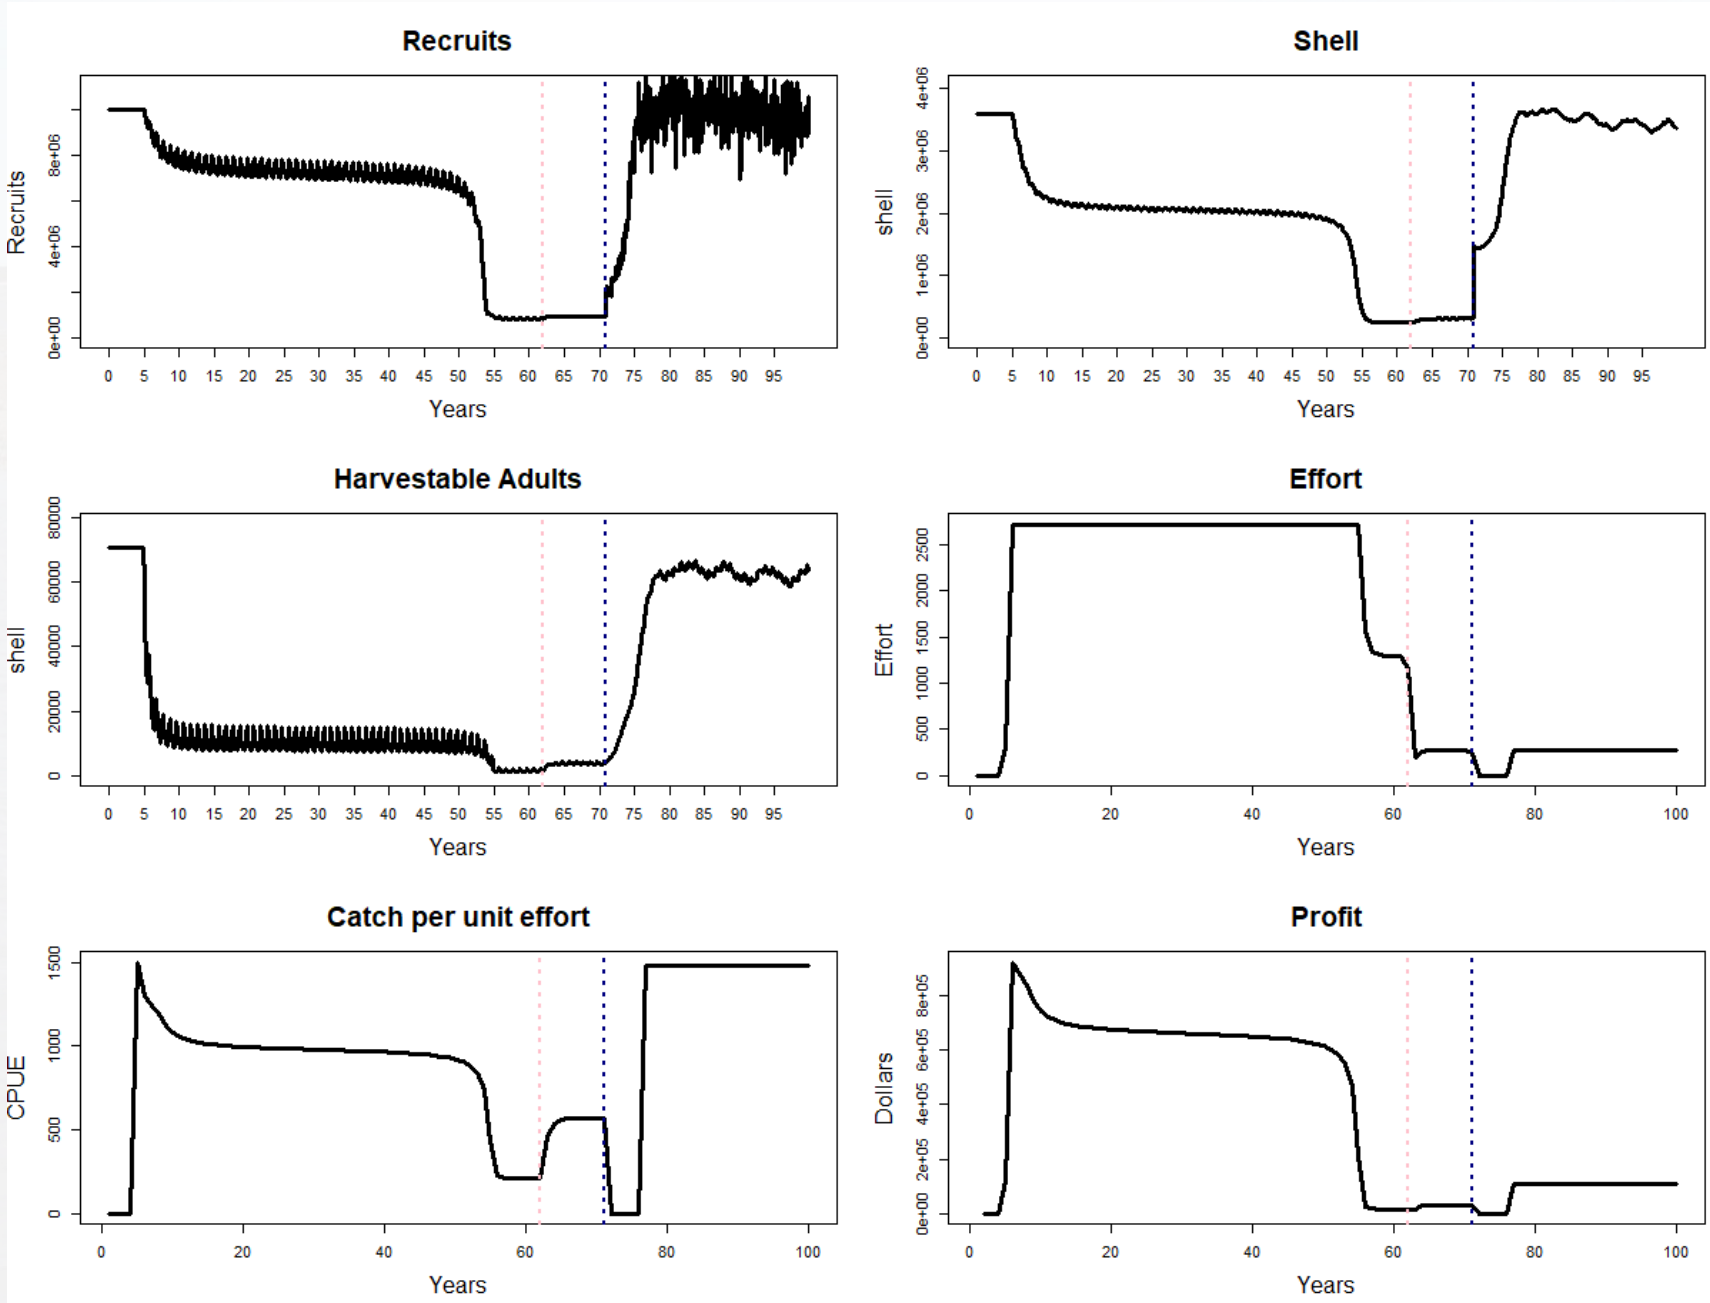 Recruits
Recruits
0e+00 4e+06 8e+06
0 5 10 15 20 25 30 35 40 45 50 55 60 65 70 75 80 85 90 95
Years
Shell
shell
0e+00 1e+06 2e+06 3e+06 4e+06
0 5 10 15 20 25 30 35 40 45 50 55 60 65 70 75 80 85 90 95
Years
Harvestable Adults
shell
0 20000 40000 60000 80000
0 5 10 15 20 25 30 35 40 45 50 55 60 65 70 75 80 85 90 95
Years
Effort
Effort
0 500 1000 1500 2000 2500
0 20 40 60 80 100
Years
Catch per unit effort
CPUE
0 500 1000 1500
0 20 40 60 80 100
Years
Profit
Dollars
0e+00 2e+05 4e+05 6e+05 8e+05
0 20 40 60 80 100
Years